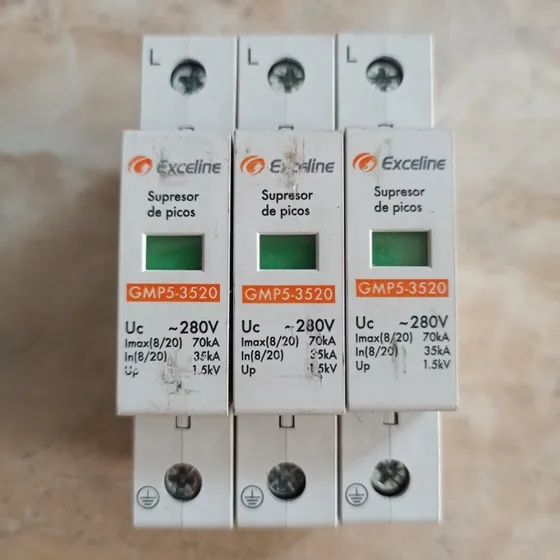 L
L
L
Exceline
Supresor
de picos
GMP5-3520
Uc ~280V
Imax(8/20) 70kA
In(8/20) 35kA
Up 1.5kV
Exceline
Supresor
de picos
GMP5-3520
Uc ~280V
Imax(8/20) 70kA
In(8/20) 35kA
Up 1.5kV
Exceline
Supresor
de picos
GMP5-3520
Uc ~280V
Imax(8/20) 70kA
In(8/20) 35kA
Up 1.5kV